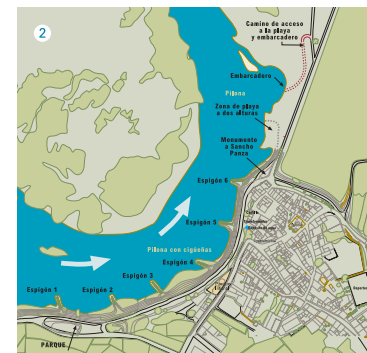 2
Camino de acceso
a la playa
y embarcadero
Embarcadero
Pilona
Zona de playa
a dos alturas
Monumento
a Sancho
Panza
Espigón 6
Espigón 5
Pilona con cigüeñas
Espigón 4
Espigón 3
Espigón 2
Espigón 1
PARQUE